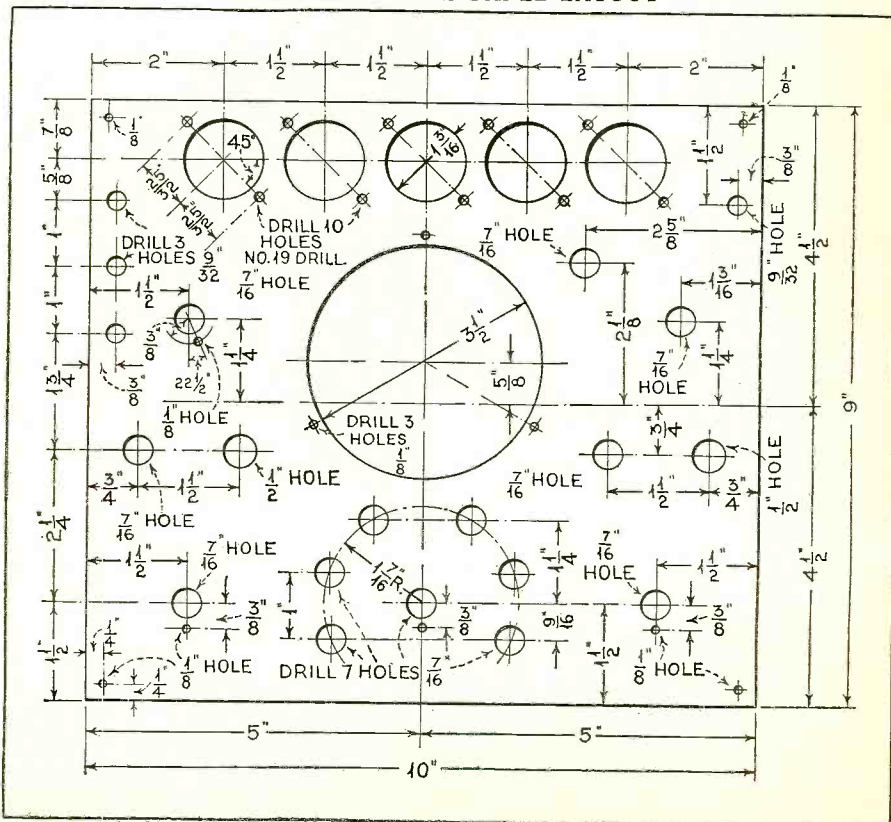 2" 1 1/2" 1 1/2" 1 1/2" 1 1/2" 2"
1/8"
1/8"
7/8"
45°
1 3/16"
1 1/2"
3/8"
5/8"
25/32"
25/32"
DRILL 3
HOLES 9/32"
DRILL 10
HOLES
NO. 19 DRILL.
7/16" HOLE
2 5/8"
9/32" HOLE
4 1/2"
1"
7/16" HOLE
1 1/2"
3 1/2"
2 1/8"
1 3/16"
1"
3/8"
1 1/4"
1 1/4"
7/16"
HOLE
9"
1 3/4"
3/8"
22 1/2°
1/8" HOLE
5/8"
DRILL 3
HOLES
1/8"
3/4"
3/4" 1 1/2"
1/2" HOLE
7/16" HOLE
1 1/2" 3/4"
1/2" HOLE
7/16" HOLE
2 1/4"
1 1/2"
7/16" HOLE
1 7/16" R.
1 1/4"
7/16"
HOLE
1 1/2"
4 1/2"
3/8"
1"
3/8"
9/16"
3/8"
1 1/2"
1/4"
1/8" HOLE
DRILL 7 HOLES 7/16"
1 1/2"
1/8" HOLE
1/4"
5" 5"
10"